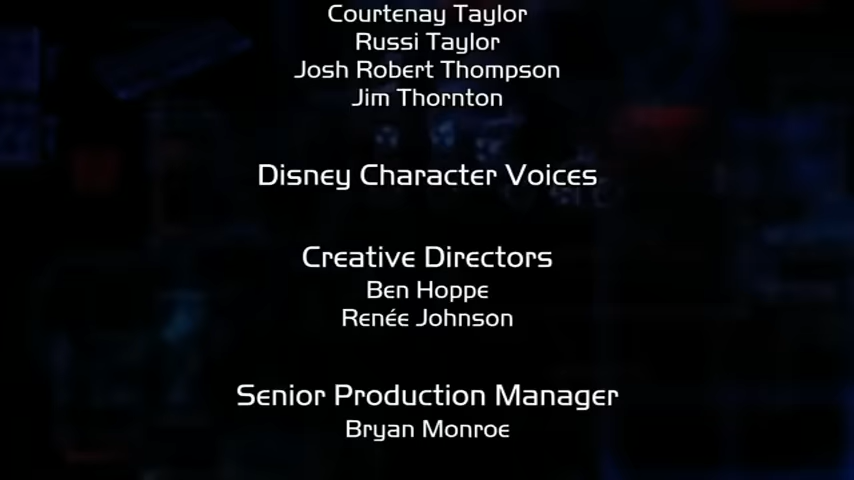 Courtenay Taylor
Russi Taylor
Josh Robert Thompson
Jim Thornton
Disney Character Voices
Creative Directors
Ben Hoppe
Renée Johnson
Senior Production Manager
Bryan Monroe